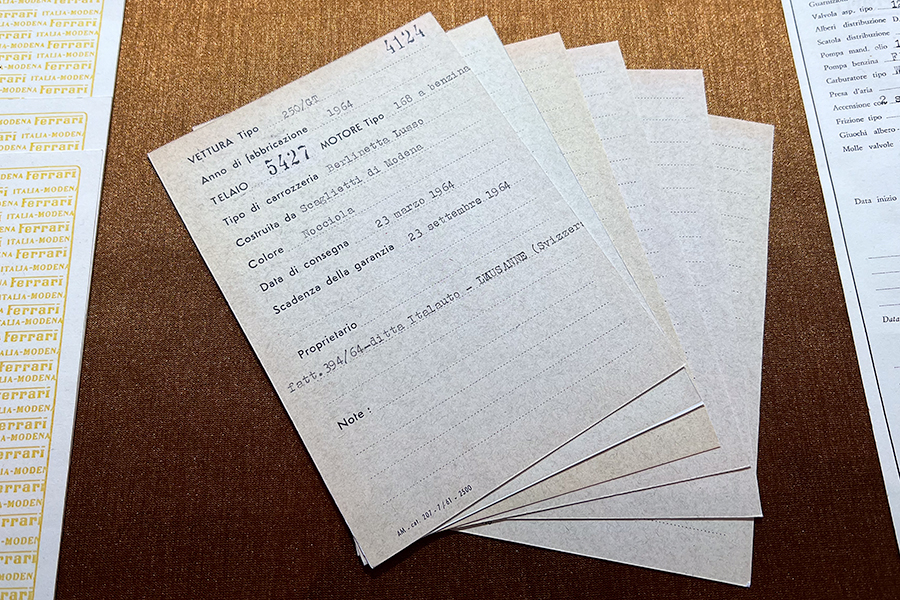 4124
VETTURA Tipo 250/GT
Anno di fabbricazione 1964
TELAIO 5427 MOTORE Tipo 168 a benzina
Tipo di carrozzeria Berlinetta Lusso
Costruita da Scaglietti di Modena
Colore Nocciola
Data di consegna 23 marzo 1964
Scadenza della garanzia 23 settembre 1964
Proprietario
fatt.394/64-ditta Italauto - LAUSANNE (Svizzer
Note :
ITALIA-MODENA Ferrari
MODENA Ferrari
ITALIA-MODENA
Ferrari
Valvola asp. tipo
Alberi distribuzione
Scatola distribuzione
Pompa mand. olio
Pompa benzina
Carburatore tipo
Presa d'aria
Accensione con 2
Frizione tipo
Giuochi albero
Molle valvole
Data inizio
Data